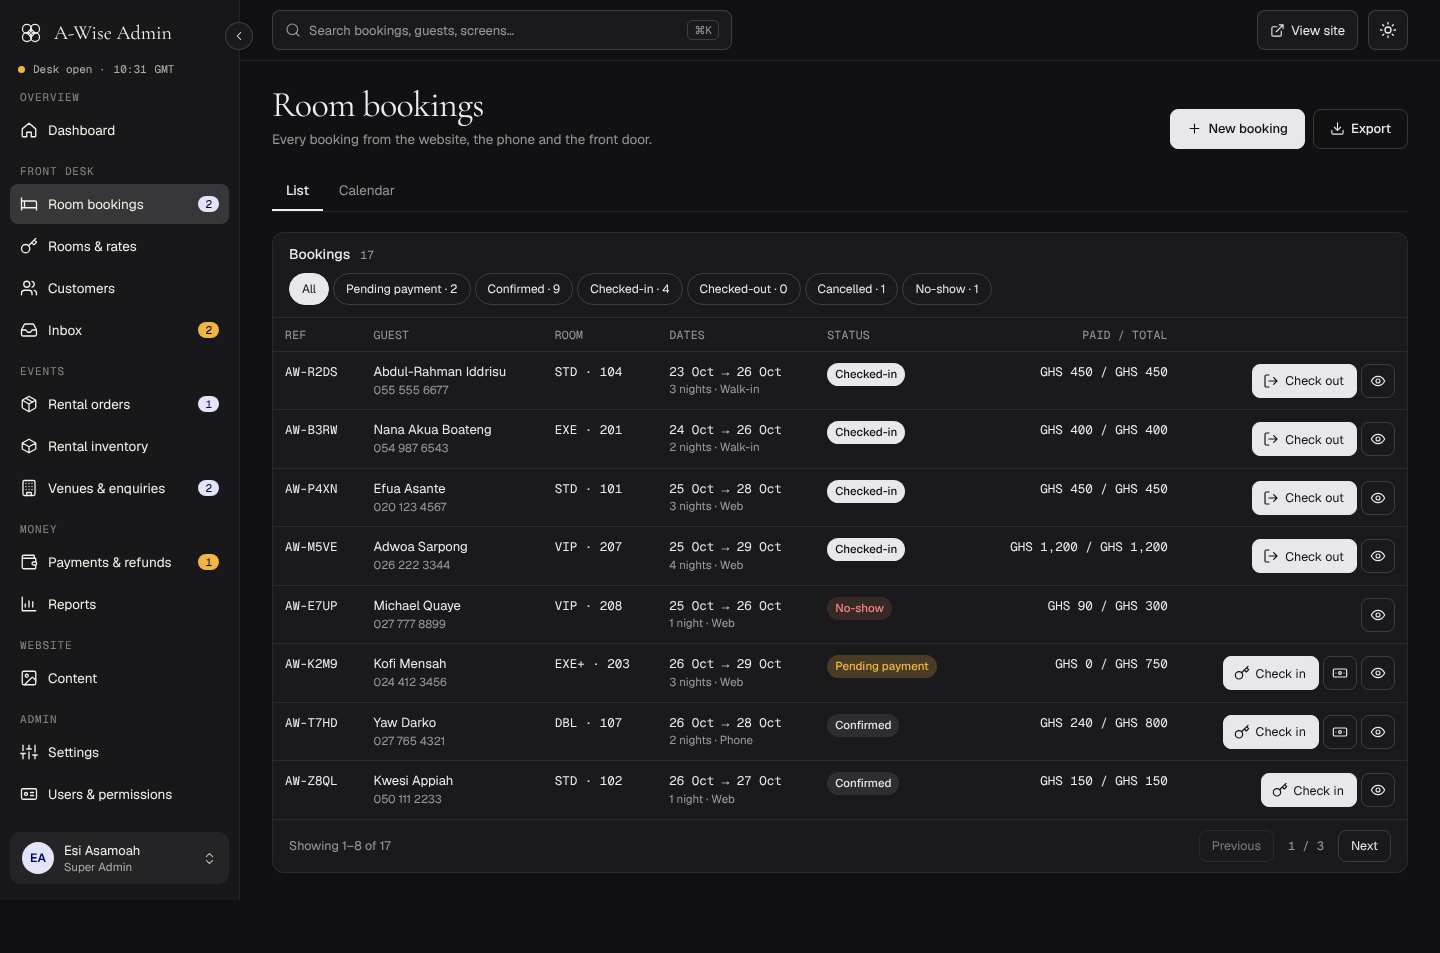 A-Wise Admin
Desk open · 10:31 GMT
OVERVIEW
Dashboard
FRONT DESK
Room bookings 2
Rooms & rates
Customers
Inbox 2
EVENTS
Rental orders 1
Rental inventory
Venues & enquiries 2
MONEY
Payments & refunds 1
Reports
WEBSITE
Content
ADMIN
Settings
Users & permissions
EA Esi Asamoah
Super Admin
Search bookings, guests, screens... ⌘K
View site
Room bookings
Every booking from the website, the phone and the front door.
New booking
Export
List Calendar
Bookings 17
All Pending payment · 2 Confirmed · 9 Checked-in · 4 Checked-out · 0 Cancelled · 1 No-show · 1
REF GUEST ROOM DATES STATUS PAID / TOTAL
AW-R2DS Abdul-Rahman Iddrisu STD · 104 23 Oct → 26 Oct Checked-in GHS 450 / GHS 450 Check out
055 555 6677 3 nights · Walk-in
AW-B3RW Nana Akua Boateng EXE · 201 24 Oct → 26 Oct Checked-in GHS 400 / GHS 400 Check out
054 987 6543 2 nights · Walk-in
AW-P4XN Efua Asante STD · 101 25 Oct → 28 Oct Checked-in GHS 450 / GHS 450 Check out
020 123 4567 3 nights · Web
AW-M5VE Adwoa Sarpong VIP · 207 25 Oct → 29 Oct Checked-in GHS 1,200 / GHS 1,200 Check out
026 222 3344 4 nights · Web
AW-E7UP Michael Quaye VIP · 208 25 Oct → 26 Oct No-show GHS 90 / GHS 300
027 777 8899 1 night · Web
AW-K2M9 Kofi Mensah EXE+ · 203 26 Oct → 29 Oct Pending payment GHS 0 / GHS 750 Check in
024 412 3456 3 nights · Web
AW-T7HD Yaw Darko DBL · 107 26 Oct → 28 Oct Confirmed GHS 240 / GHS 800 Check in
027 765 4321 2 nights · Phone
AW-Z8QL Kwesi Appiah STD · 102 26 Oct → 27 Oct Confirmed GHS 150 / GHS 150 Check in
050 111 2233 1 night · Web
Showing 1–8 of 17 Previous 1 / 3 Next